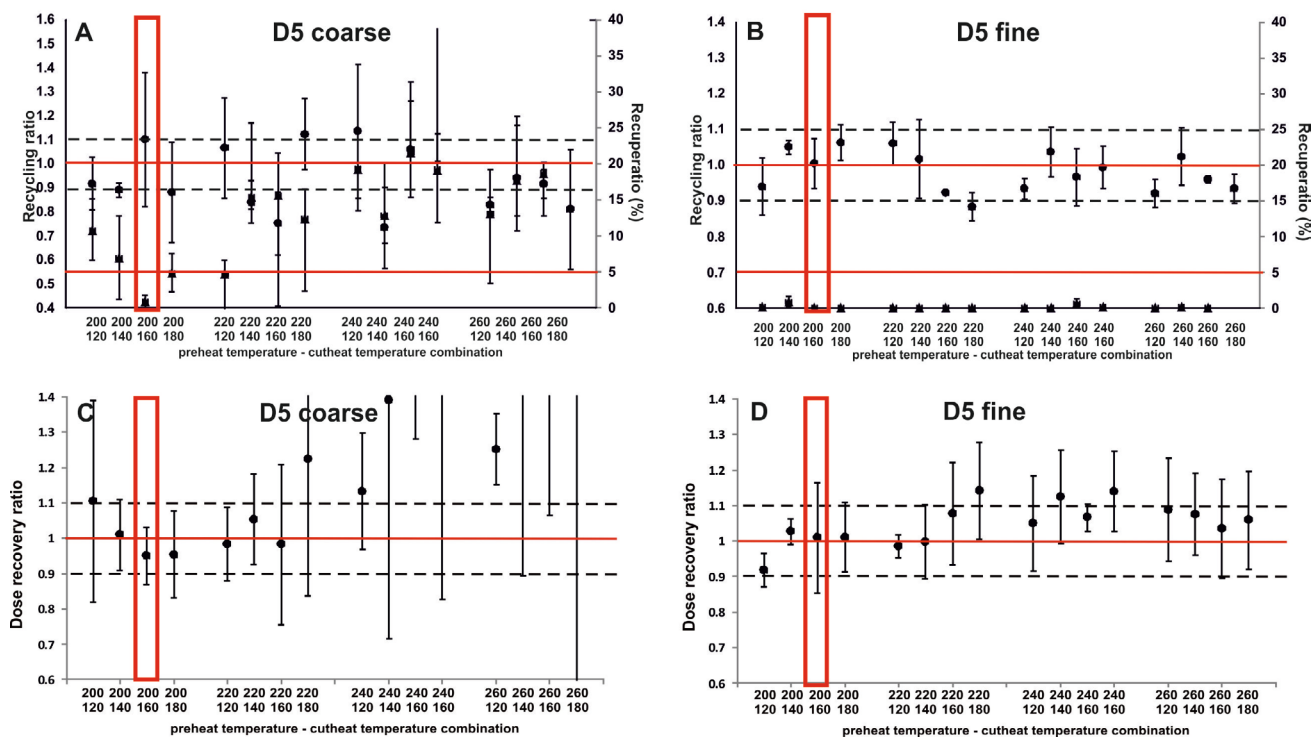 A
D5 coarse
Recycling ratio
1.6
1.5
1.4
1.3
1.2
1.1
1.0
0.9
0.8
0.7
0.6
0.5
0.4
40
35
30
25
20
15
10
5
0
Recuperatio (%)
200 200 200 200 220 220 220 220 240 240 240 240 260 260 260 260
120 140 160 180 120 140 160 180 120 140 160 160 120 140 160 180
preheat temperature - cutheat temperature combination
B
D5 fine
Recycling ratio
1.4
1.3
1.2
1.1
1.0
0.9
0.8
0.7
0.6
40
35
30
25
20
15
10
5
0
Recuperatio (%)
200 200 200 200 220 220 220 220 240 240 240 240 260 260 260 260
120 140 160 180 120 140 160 180 120 140 160 160 120 140 160 180
preheat temperature - cutheat temperature combination
C
D5 coarse
Dose recovery ratio
1.4
1.3
1.2
1.1
1
0.9
0.8
0.7
0.6
200 200 200 200 220 220 220 220 240 240 240 240 260 260 260 260
120 140 160 180 120 140 160 180 120 140 160 160 120 140 160 180
preheat temperature - cutheat temperature combination
D
D5 fine
Dose recovery ratio
1.4
1.3
1.2
1.1
1
0.9
0.8
0.7
0.6
200 200 200 200 220 220 220 220 240 240 240 240 260 260 260 260
120 140 160 180 120 140 160 180 120 140 160 160 120 140 160 180
preheat temperature - cutheat temperature combination